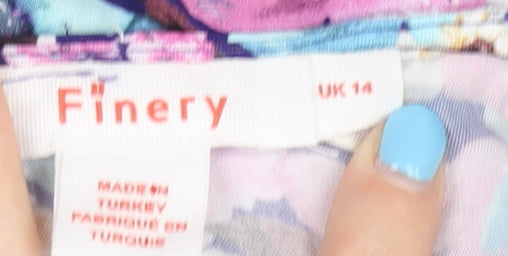 Finery
UK 14
MADE IN
TURKEY
FABRIQUÉ EN
TURQUIE